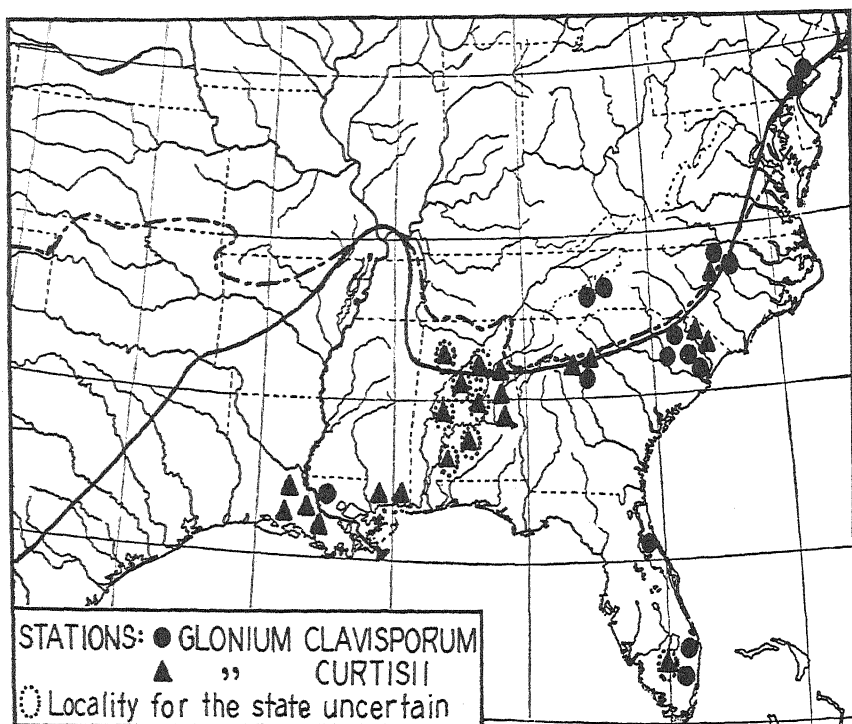 STATIONS: ● GLONIUM CLAVISPORUM
▲ ,, CURTISII
Locality for the state uncertain